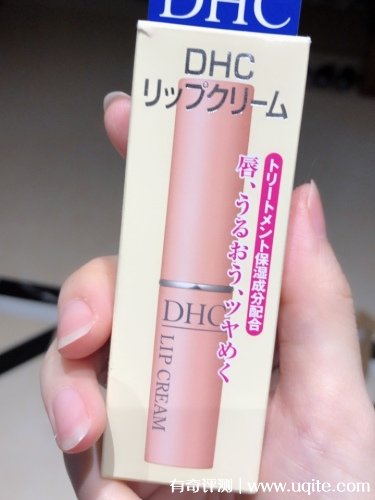 DHC
DHC
リップクリーム
トリートメント保湿成分配合
唇、うるおう、ツヤめく
DHC
LIP CREAM
有奇评测 | www.uqite.com